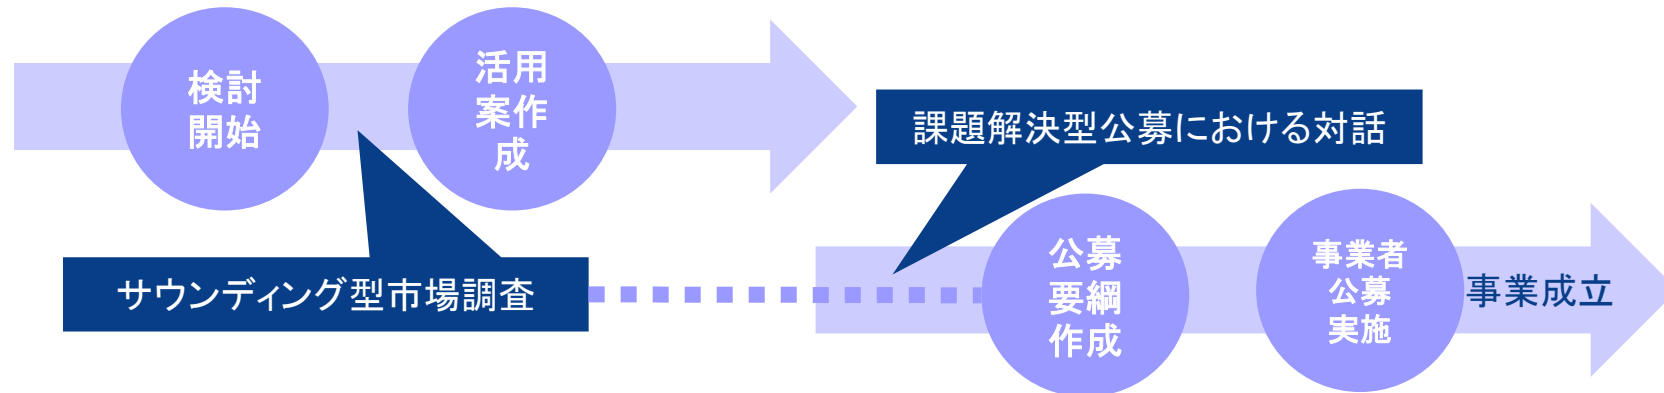 検討
開始
活用
案作
成
課題解決型公募における対話
サウンディング型市場調査
公募
要綱
作成
事業者
公募
実施
事業成立